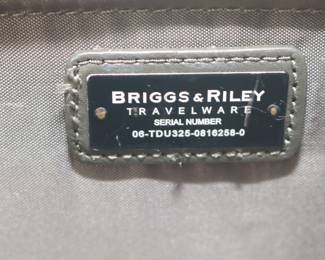 BRIGGS & RILEY
TRAVELWARE
SERIAL NUMBER
06-TDU325-0816258-0